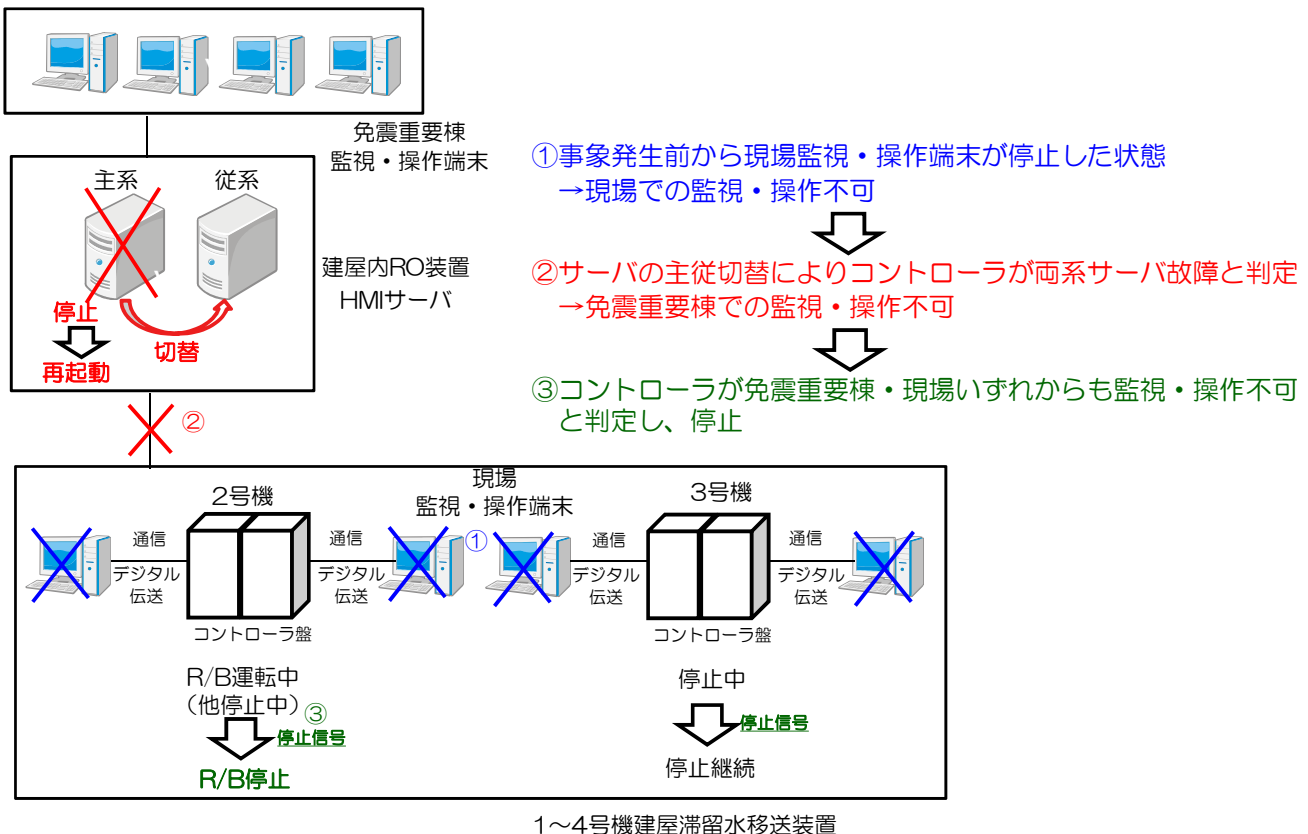 免震重要棟
監視・操作端末
主系
従系
建屋内RO装置
HMIサーバ
停止
切替
再起動
②
①事象発生前から現場監視・操作端末が停止した状態
→現場での監視・操作不可
②サーバの主従切替によりコントローラが両系サーバ故障と判定
→免震重要棟での監視・操作不可
③コントローラが免震重要棟・現場いずれからも監視・操作不可
と判定し、停止
現場
監視・操作端末
①
2号機
通信
デジタル
伝送
通信
デジタル
伝送
コントローラ盤
R/B運転中
（他停止中）
③
停止信号
R/B停止
3号機
通信
デジタル
伝送
通信
デジタル
伝送
コントローラ盤
停止中
停止信号
停止継続
1～4号機建屋滞留水移送装置